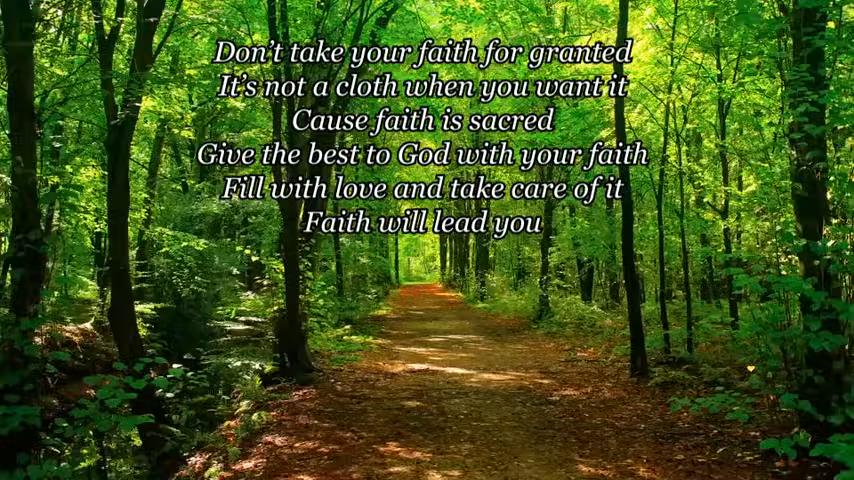 Don't take your faith for granted
It's not a cloth when you want it
Cause faith is sacred
Give the best to God with your faith
Fill with love and take care of it
Faith will lead you